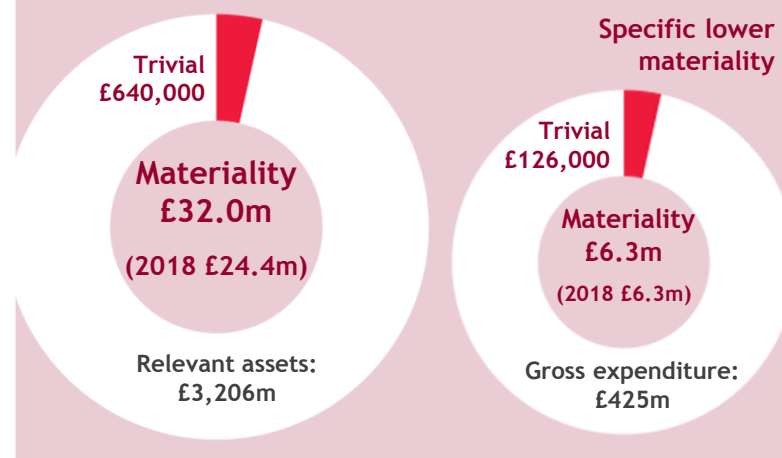 Trivial
£640,000
Materiality
£32.0m
(2018 £24.4m)
Relevant assets:
£3,206m
Specific lower
materiality
Trivial
£126,000
Materiality
£6.3m
(2018 £6.3m)
Gross expenditure:
£425m